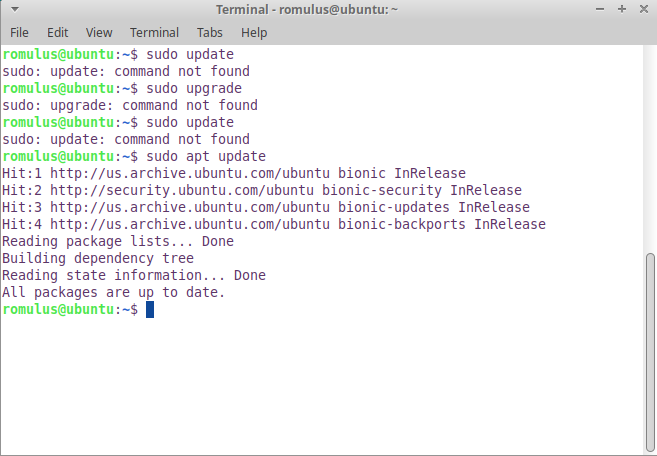 Terminal - romulus@ubuntu: ~
File Edit View Terminal Tabs Help
romulus@ubuntu:~$ sudo update
sudo: update: command not found
romulus@ubuntu:~$ sudo upgrade
sudo: upgrade: command not found
romulus@ubuntu:~$ sudo update
sudo: update: command not found
romulus@ubuntu:~$ sudo apt update
Hit:1 http://us.archive.ubuntu.com/ubuntu bionic InRelease
Hit:2 http://security.ubuntu.com/ubuntu bionic-security InRelease
Hit:3 http://us.archive.ubuntu.com/ubuntu bionic-updates InRelease
Hit:4 http://us.archive.ubuntu.com/ubuntu bionic-backports InRelease
Reading package lists... Done
Building dependency tree
Reading state information... Done
All packages are up to date.
romulus@ubuntu:~$